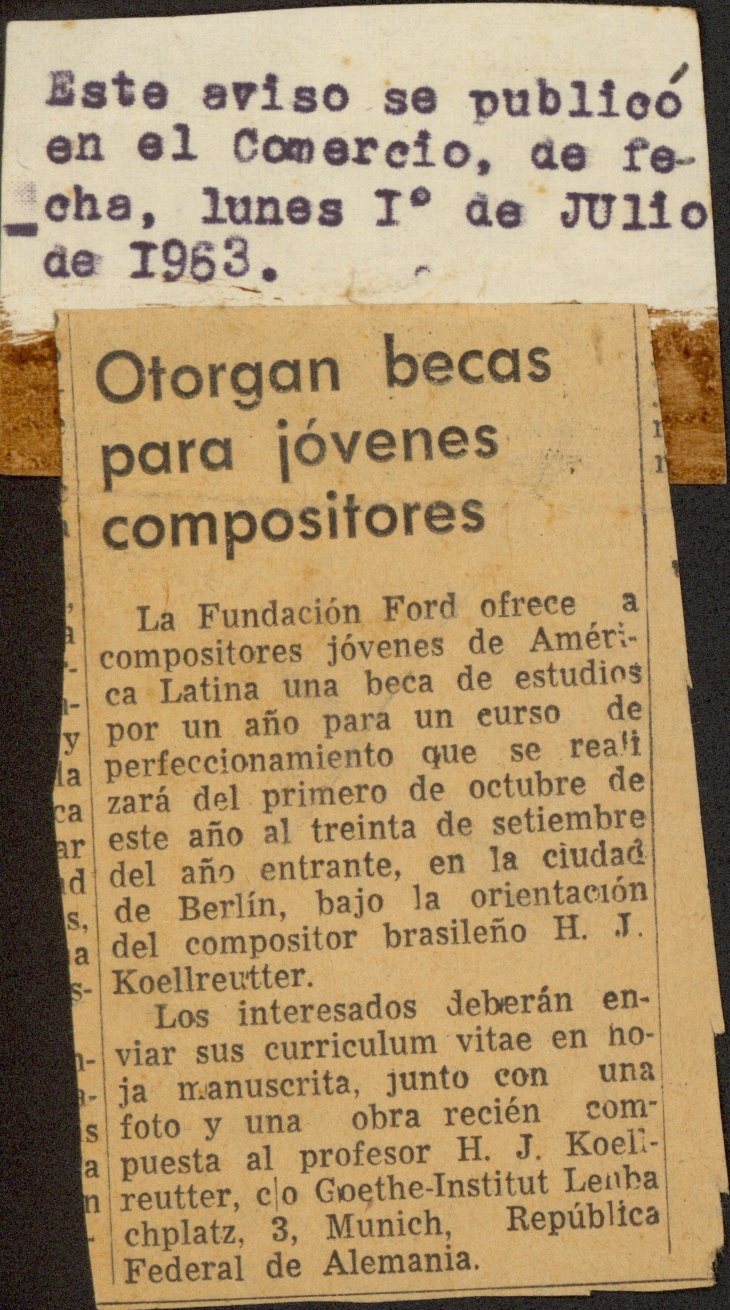 Este aviso se publicó
en el Comercio, de fe-
cha, lunes I° de JUlio
de I963.
Otorgan becas
para jóvenes
compositores
La Fundación Ford ofrece a
compositores jóvenes de Améri-
ca Latina una beca de estudios
por un año para un curso de
perfeccionamiento que se reali
zará del primero de octubre de
este año al treinta de setiembre
del año entrante, en la ciudad
de Berlín, bajo la orientación
del compositor brasileño H. J.
Koellreutter.
Los interesados deberán en-
viar sus curriculum vitae en ho-
ja manuscrita, junto con una
foto y una obra recién com-
puesta al profesor H. J. Koell-
reutter, c|o Goethe-Institut Lenba
chplatz, 3, Munich, República
Federal de Alemania.